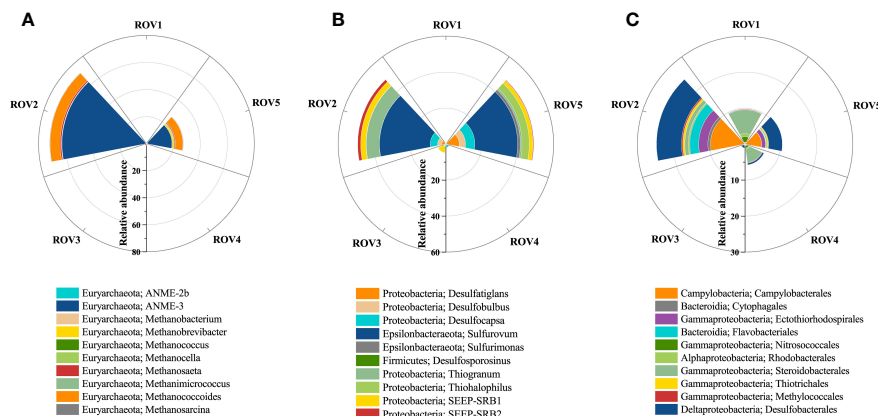 A
ROV1
ROV2
ROV5
ROV3
ROV4
Relative abundance
20
40
60
80
Euryarchaeota; ANME-2b
Euryarchaeota; ANME-3
Euryarchaeota; Methanobacterium
Euryarchaeota; Methanobrevibacter
Euryarchaeota; Methanococcus
Euryarchaeota; Methanocella
Euryarchaeota; Methanosaeta
Euryarchaeota; Methanimicrococcus
Euryarchaeota; Methanococcoides
Euryarchaeota; Methanosarcina
B
ROV1
ROV2
ROV5
ROV3
ROV4
Relative abundance
20
40
60
Proteobacteria; Desulfatiglans
Proteobacteria; Desulfobulbus
Proteobacteria; Desulfocapsa
Epsilonbacteraeota; Sulfurovum
Epsilonbacteraeota; Sulfurimonas
Firmicutes; Desulfosporosinus
Proteobacteria; Thiogranum
Proteobacteria; Thiohalophilus
Proteobacteria; SEEP-SRB1
Proteobacteria; SEEP-SRB2
C
ROV1
ROV2
ROV5
ROV3
ROV4
Relative abundance
10
20
30
Campylobacteria; Campylobacterales
Bacteroidia; Cytophagales
Gammaproteobacteria; Ectothiorhodospirales
Bacteroidia; Flavobacteriales
Gammaproteobacteria; Nitrosococcales
Alphaproteobacteria; Rhodobacterales
Gammaproteobacteria; Steroidobacterales
Gammaproteobacteria; Thiotrichales
Gammaproteobacteria; Methylococcales
Deltaproteobacteria; Desulfobacterales